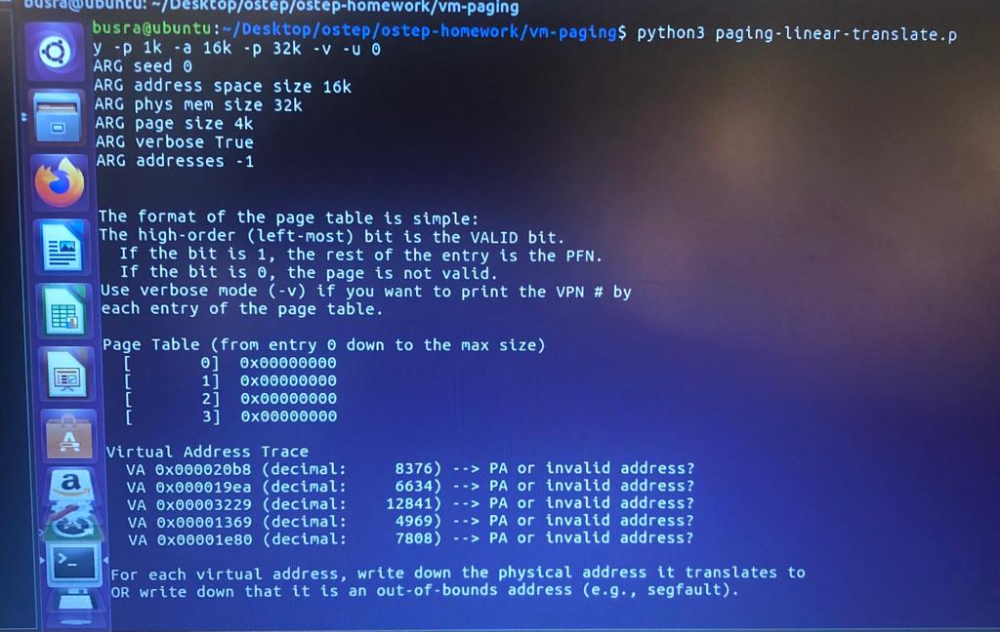 busra@ubuntu: ~/Desktop/ostep/ostep-homework/vm-paging
busra@ubuntu:~/Desktop/ostep/ostep-homework/vm-paging$ python3 paging-linear-translate.p
y -p 1k -a 16k -p 32k -v -u 0
ARG seed 0
ARG address space size 16k
ARG phys mem size 32k
ARG page size 4k
ARG verbose True
ARG addresses -1
The format of the page table is simple:
The high-order (left-most) bit is the VALID bit.
If the bit is 1, the rest of the entry is the PFN.
If the bit is 0, the page is not valid.
Use verbose mode (-v) if you want to print the VPN # by
each entry of the page table.
Page Table (from entry 0 down to the max size)
[ 0] 0x00000000
[ 1] 0x00000000
[ 2] 0x00000000
[ 3] 0x00000000
Virtual Address Trace
VA 0x000020b8 (decimal: 8376) --> PA or invalid address?
VA 0x000019ea (decimal: 6634) --> PA or invalid address?
VA 0x00003229 (decimal: 12841) --> PA or invalid address?
VA 0x00001369 (decimal: 4969) --> PA or invalid address?
VA 0x00001e80 (decimal: 7808) --> PA or invalid address?
For each virtual address, write down the physical address it translates to
OR write down that it is an out-of-bounds address (e.g., segfault).